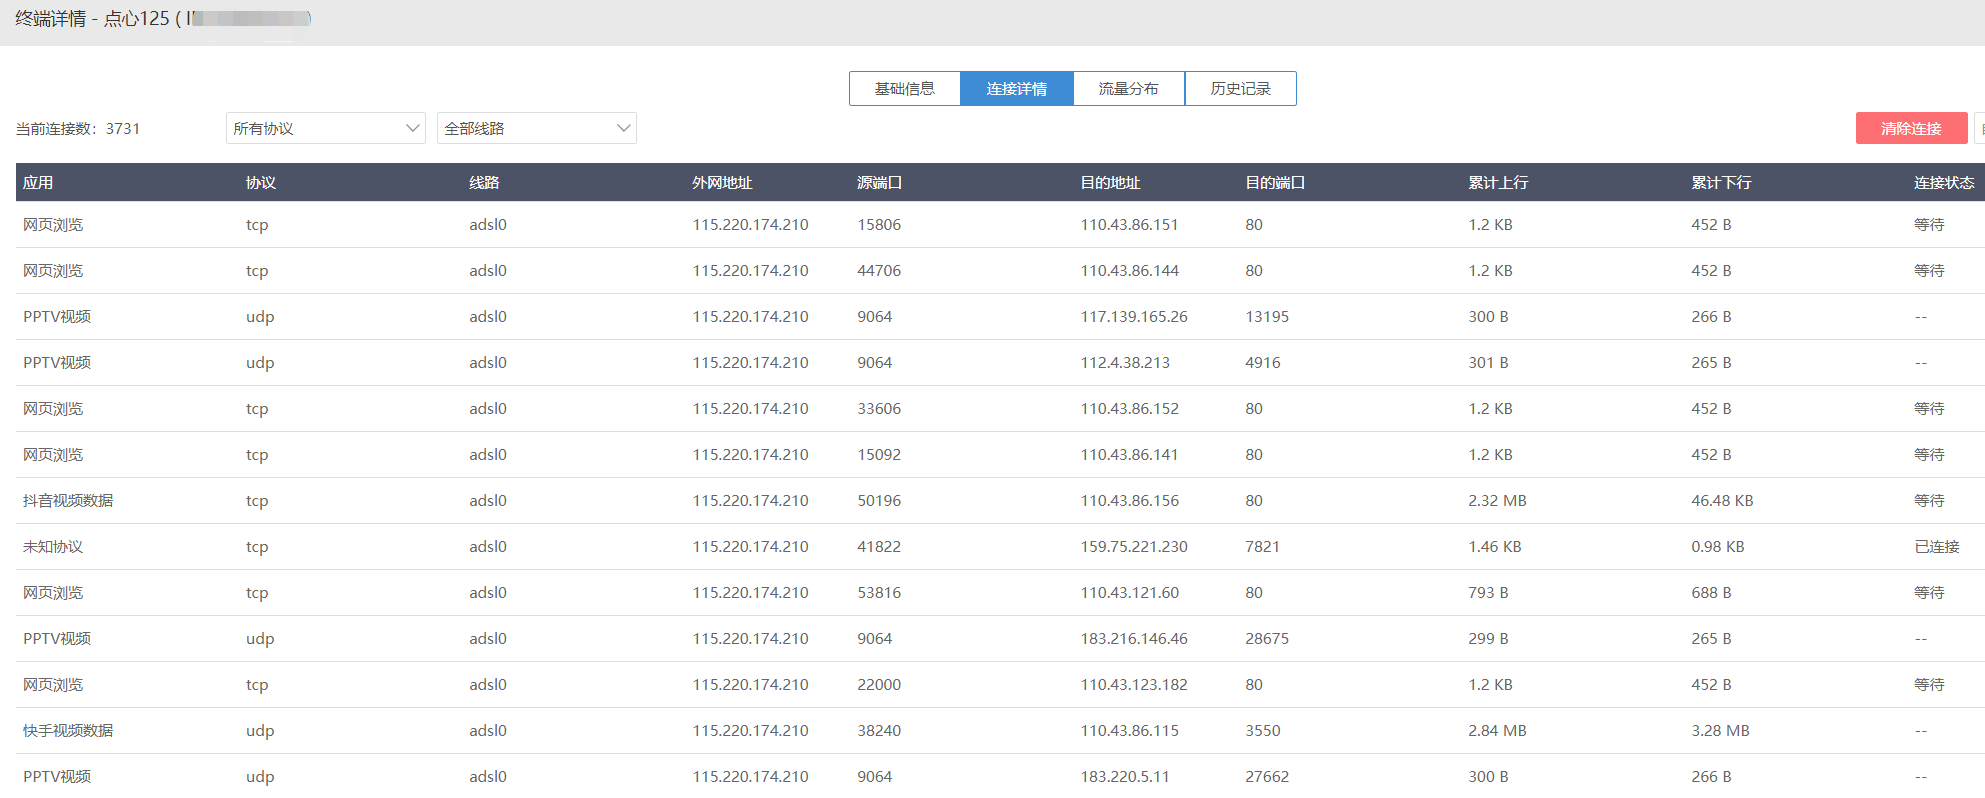 终端详情 - 点心125 (
基础信息 连接详情 流量分布 历史记录
当前连接数：3731 所有协议 全部线路 清除连接
应用 协议 线路 外网地址 源端口 目的地址 目的端口 累计上行 累计下行 连接状态
网页浏览 tcp adsl0 115.220.174.210 15806 110.43.86.151 80 1.2 KB 452 B 等待
网页浏览 tcp adsl0 115.220.174.210 44706 110.43.86.144 80 1.2 KB 452 B 等待
PPTV视频 udp adsl0 115.220.174.210 9064 117.139.165.26 13195 300 B 266 B --
PPTV视频 udp adsl0 115.220.174.210 9064 112.4.38.213 4916 301 B 265 B --
网页浏览 tcp adsl0 115.220.174.210 33606 110.43.86.152 80 1.2 KB 452 B 等待
网页浏览 tcp adsl0 115.220.174.210 15092 110.43.86.141 80 1.2 KB 452 B 等待
抖音视频数据 tcp adsl0 115.220.174.210 50196 110.43.86.156 80 2.32 MB 46.48 KB 等待
未知协议 tcp adsl0 115.220.174.210 41822 159.75.221.230 7821 1.46 KB 0.98 KB 已连接
网页浏览 tcp adsl0 115.220.174.210 53816 110.43.121.60 80 793 B 688 B 等待
PPTV视频 udp adsl0 115.220.174.210 9064 183.216.146.46 28675 299 B 265 B --
网页浏览 tcp adsl0 115.220.174.210 22000 110.43.123.182 80 1.2 KB 452 B 等待
快手视频数据 udp adsl0 115.220.174.210 38240 110.43.86.115 3550 2.84 MB 3.28 MB --
PPTV视频 udp adsl0 115.220.174.210 9064 183.220.5.11 27662 300 B 266 B --